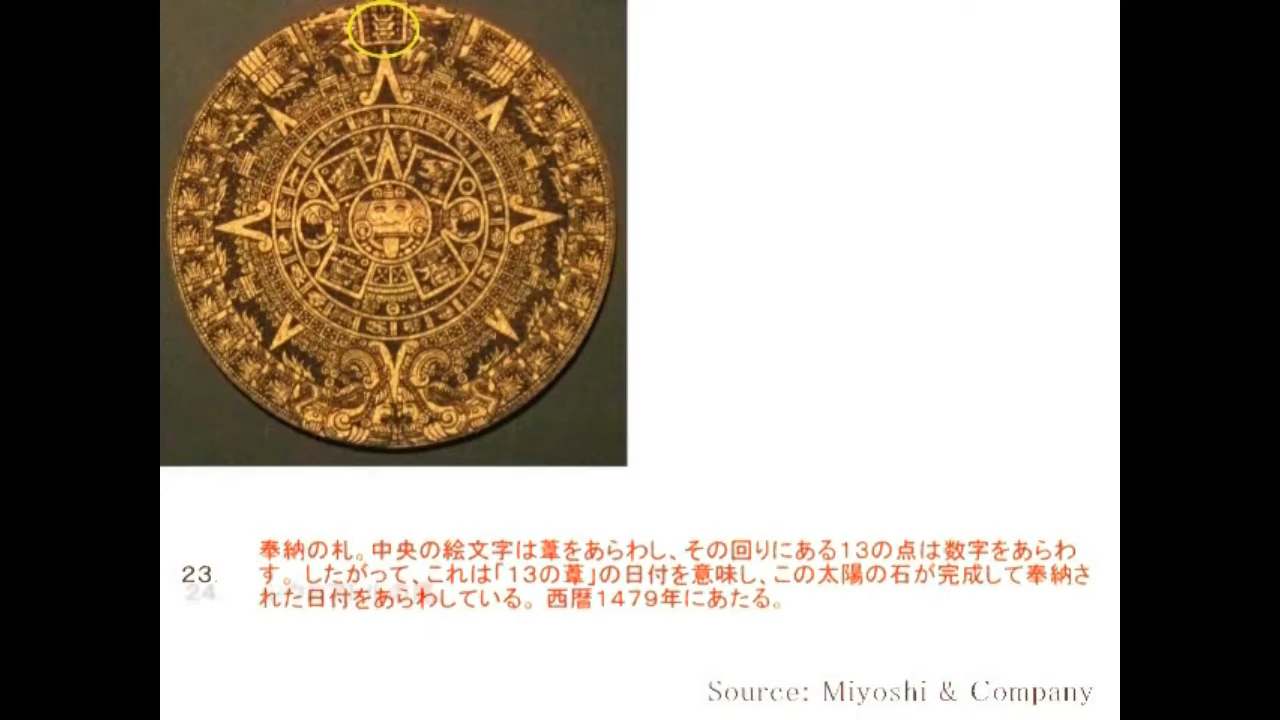 23.
24
奉納の札。中央の絵文字は葦をあらわし、その回りにある13の点は数字をあらわ
す。したがって、これは「13の葦」の日付を意味し、この太陽の石が完成して奉納さ
れた日付をあらわしている。西暦1479年にあたる。
Source: Miyoshi & Company